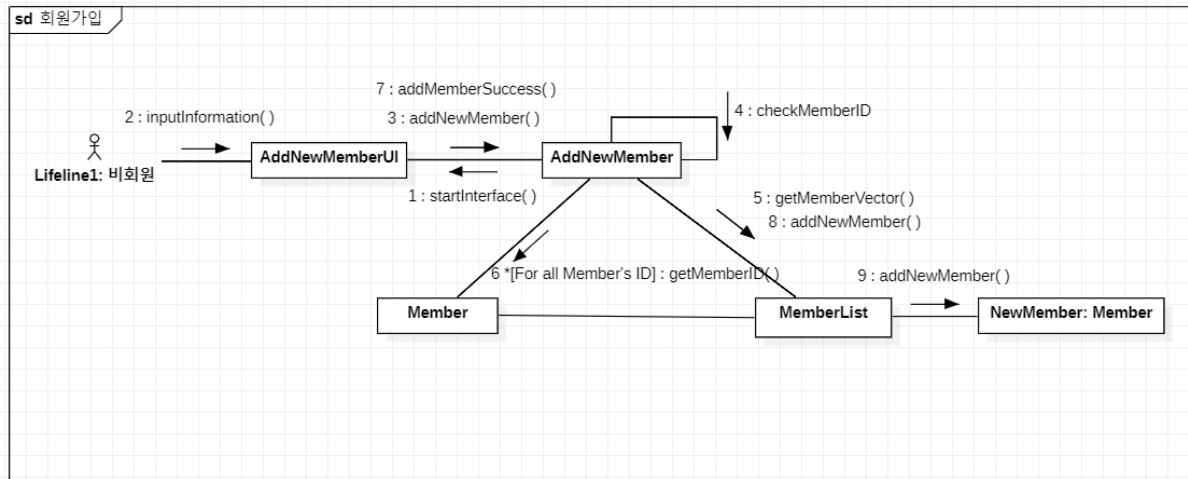 sd 회원가입
7 : addMemberSuccess( )
2 : inputInformation( )
3 : addNewMember( )
4 : checkMemberID
AddNewMemberUI
AddNewMember
Lifeline1: 비회원
1 : startInterface( )
5 : getMemberVector( )
8 : addNewMember( )
6 *[For all Member's ID] : getMemberID( )
9 : addNewMember( )
Member
MemberList
NewMember: Member